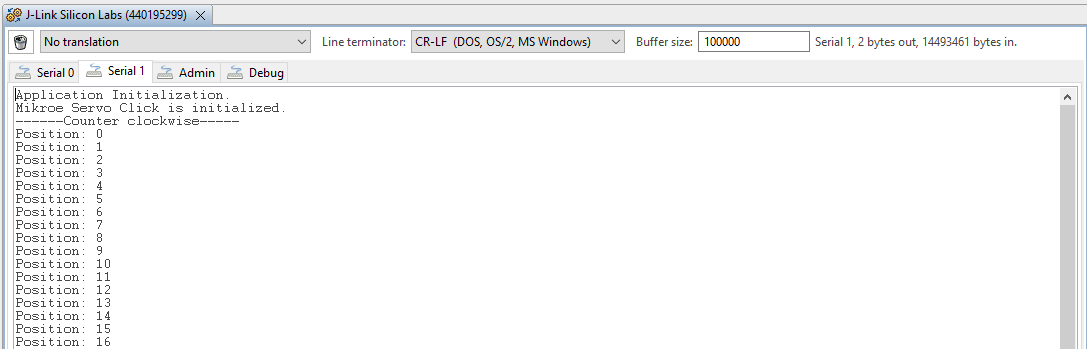 J-Link Silicon Labs (440195299)
No translation Line terminator: CR-LF (DOS, OS/2, MS Windows) Buffer size: 100000 Serial 1, 2 bytes out, 14493461 bytes in.
Serial 0 Serial 1 Admin Debug
Application Initialization.
Mikroe Servo Click is initialized.
------Counter clockwise-----
Position: 0
Position: 1
Position: 2
Position: 3
Position: 4
Position: 5
Position: 6
Position: 7
Position: 8
Position: 9
Position: 10
Position: 11
Position: 12
Position: 13
Position: 14
Position: 15
Position: 16